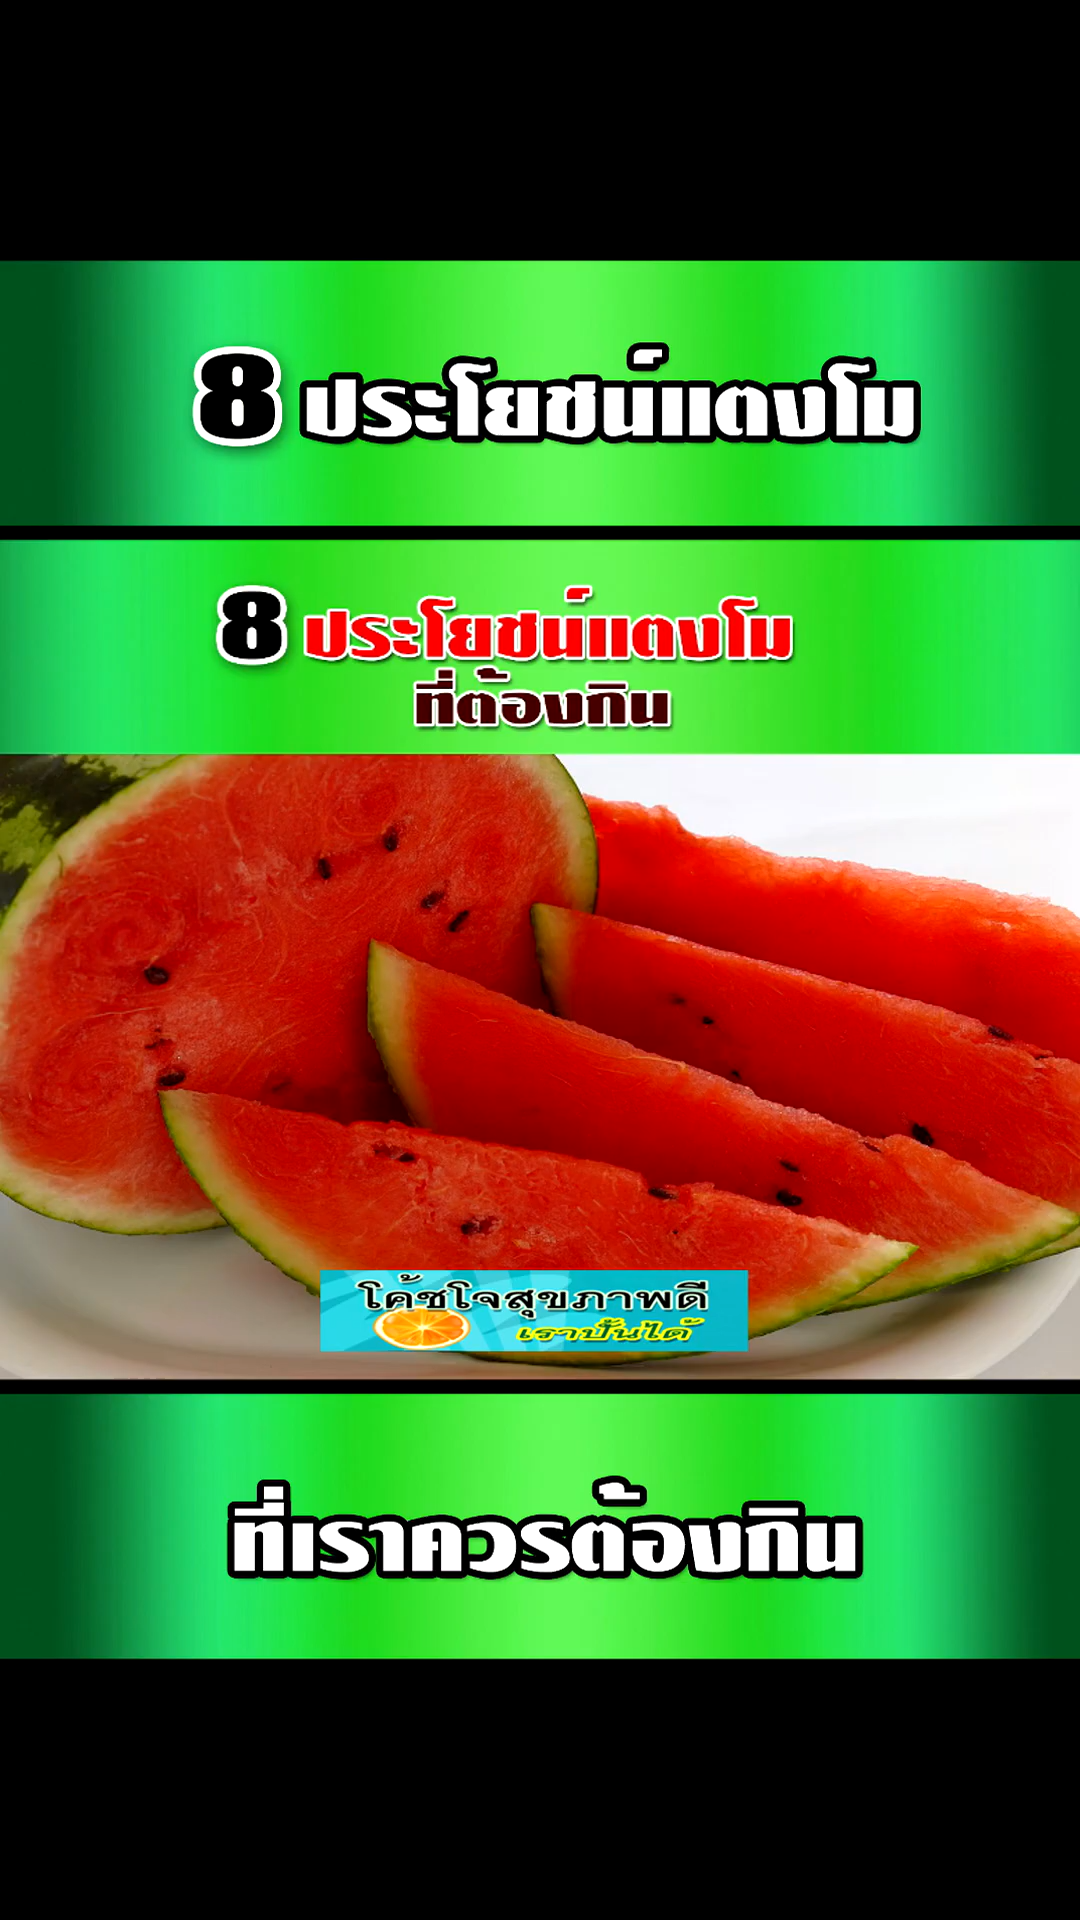 8 ประโยชน์แตงโม
8 ประโยชน์แตงโม
ที่ต้องกิน
โค้ชโจสุขภาพดี
เราปั้นได้
ที่เราควรต้องกิน